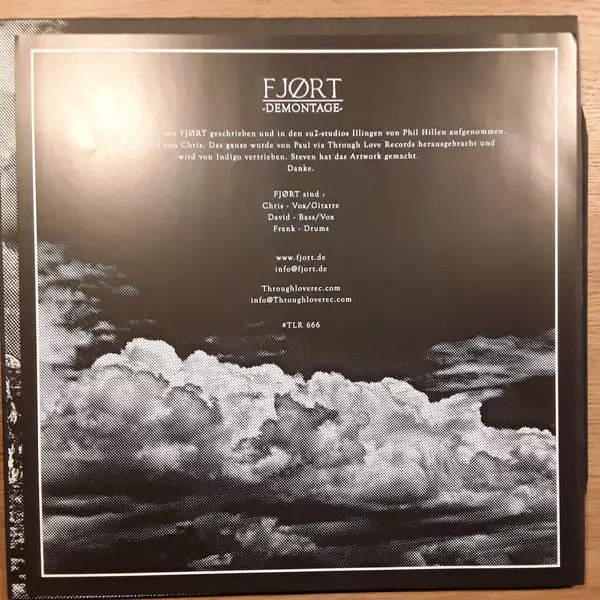 FJØRT
·DEMONTAGE·
von FJØRT geschrieben und in den su2-studios Illingen von Phil Hillen aufgenommen.
von Chris. Das ganze wurde von Paul via Through Love Records herausgebracht und
wird von Indigo vertrieben. Steven hat das Artwork gemacht.
Danke.
FJØRT sind :
Chris - Vox/Gitarre
David - Bass/Vox
Frank - Drums
www.fjort.de
info@fjort.de
Throughloverec.com
info@Throughloverec.com
#TLR 666